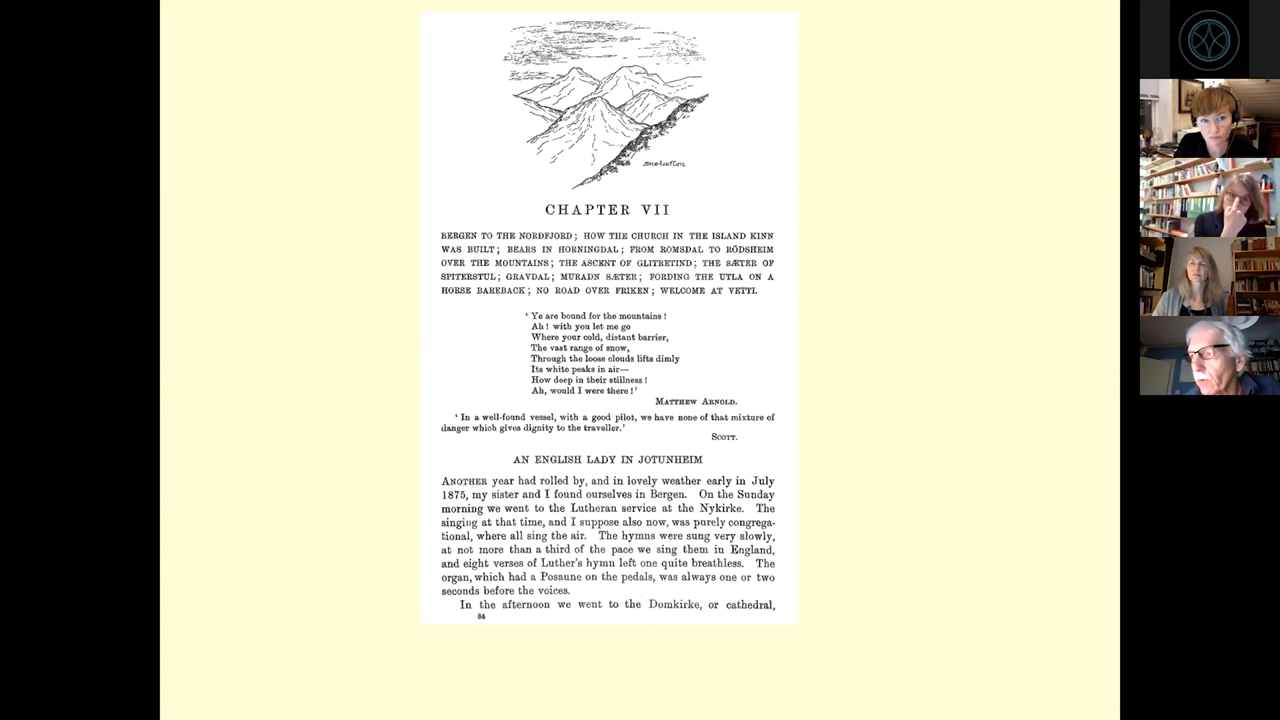 Snehættan
CHAPTER VII
BERGEN TO THE NORDFJORD; HOW THE CHURCH IN THE ISLAND KINN
WAS BUILT; BEARS IN HORNINGDAL; FROM ROMSDAL TO RÖDSHEIM
OVER THE MOUNTAINS; THE ASCENT OF GLITRETIND; THE SÆTER OF
SPITERSTUL; GRAVDAL; MURADN SÆTER; FORDING THE UTLA ON A
HORSE BAREBACK; NO ROAD OVER FRIKEN; WELCOME AT VETTI.
‘ Ye are bound for the mountains !
Ah ! with you let me go
Where your cold, distant barrier,
The vast range of snow,
Through the loose clouds lifts dimly
Its white peaks in air—
How deep in their stillness !
Ah, would I were there !’
MATTHEW ARNOLD.
‘ In a well-found vessel, with a good pilot, we have none of that mixture of
danger which gives dignity to the traveller.’
SCOTT.
AN ENGLISH LADY IN JOTUNHEIM
ANOTHER year had rolled by, and in lovely weather early in July
1875, my sister and I found ourselves in Bergen. On the Sunday
morning we went to the Lutheran service at the Nykirke. The
singing at that time, and I suppose also now, was purely congrega-
tional, where all sing the air. The hymns were sung very slowly,
at not more than a third of the pace we sing them in England,
and eight verses of Luther's hymn left one quite breathless. The
organ, which had a Posaune on the pedals, was always one or two
seconds before the voices.
In the afternoon we went to the Domkirke, or cathedral,
84